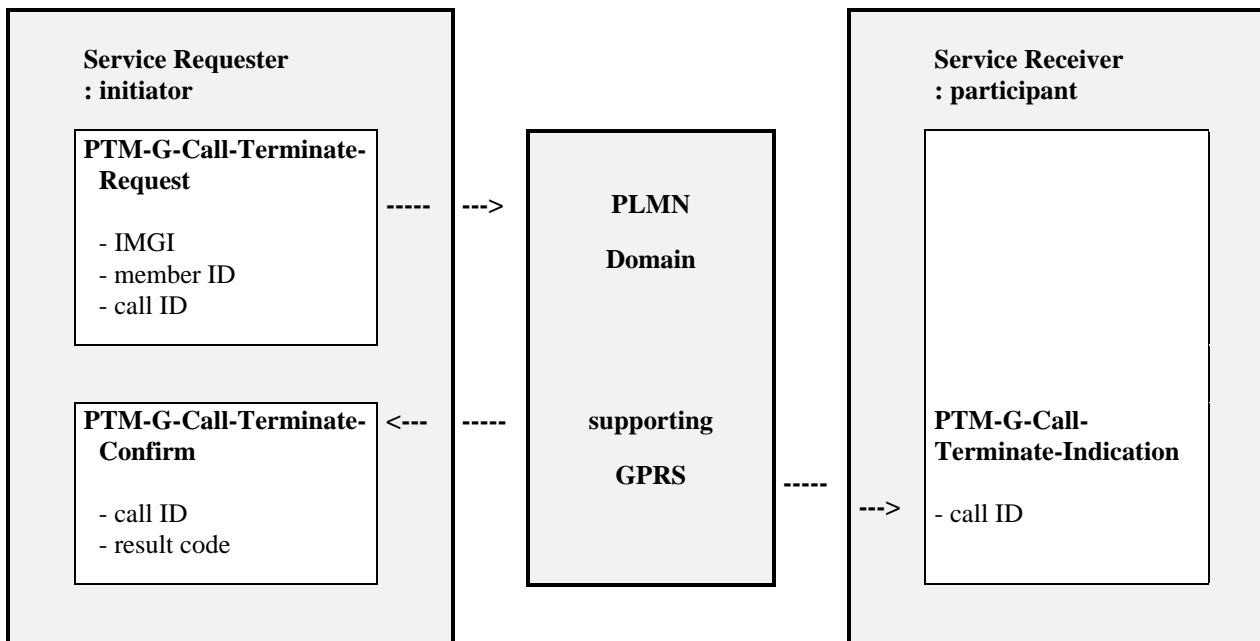 Service Requester
: initiator
PTM-G-Call-Terminate-
Request
- IMGI
- member ID
- call ID
PTM-G-Call-Terminate-
Confirm
- call ID
- result code
----- --->
<--- -----
PLMN
Domain
supporting
GPRS
----- --->
Service Receiver
: participant
PTM-G-Call-
Terminate-Indication
- call ID